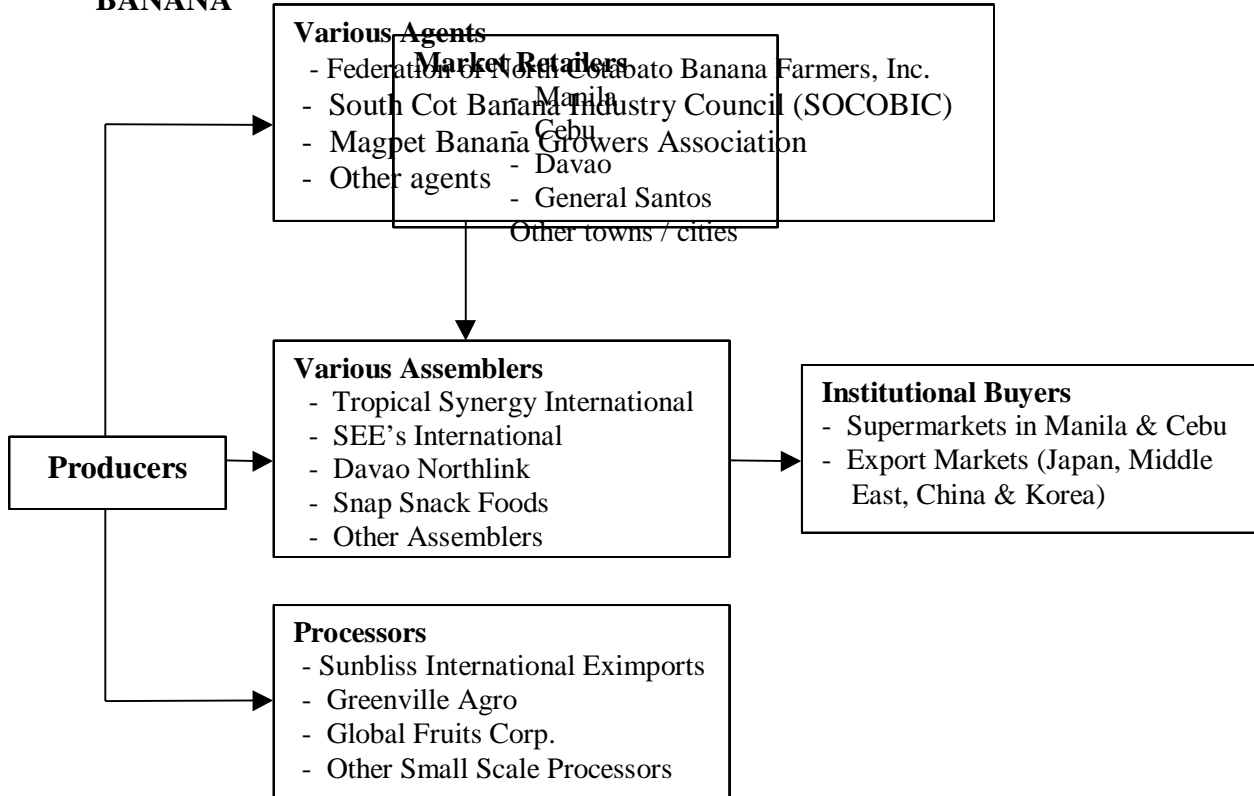 BANANA
Various Agents
- Federation of North Cotabato Banana Farmers, Inc.
- South Cot Banana Industry Council (SOCOBIC)
- Magpet Banana Growers Association
- Other agents
Market Retailers
- Manila
- Cebu
- Davao
- General Santos
Other towns / cities
Various Assemblers
- Tropical Synergy International
- SEE’s International
- Davao Northlink
- Snap Snack Foods
- Other Assemblers
Institutional Buyers
- Supermarkets in Manila & Cebu
- Export Markets (Japan, Middle
East, China & Korea)
Producers
Processors
- Sunbliss International Eximports
- Greenville Agro
- Global Fruits Corp.
- Other Small Scale Processors